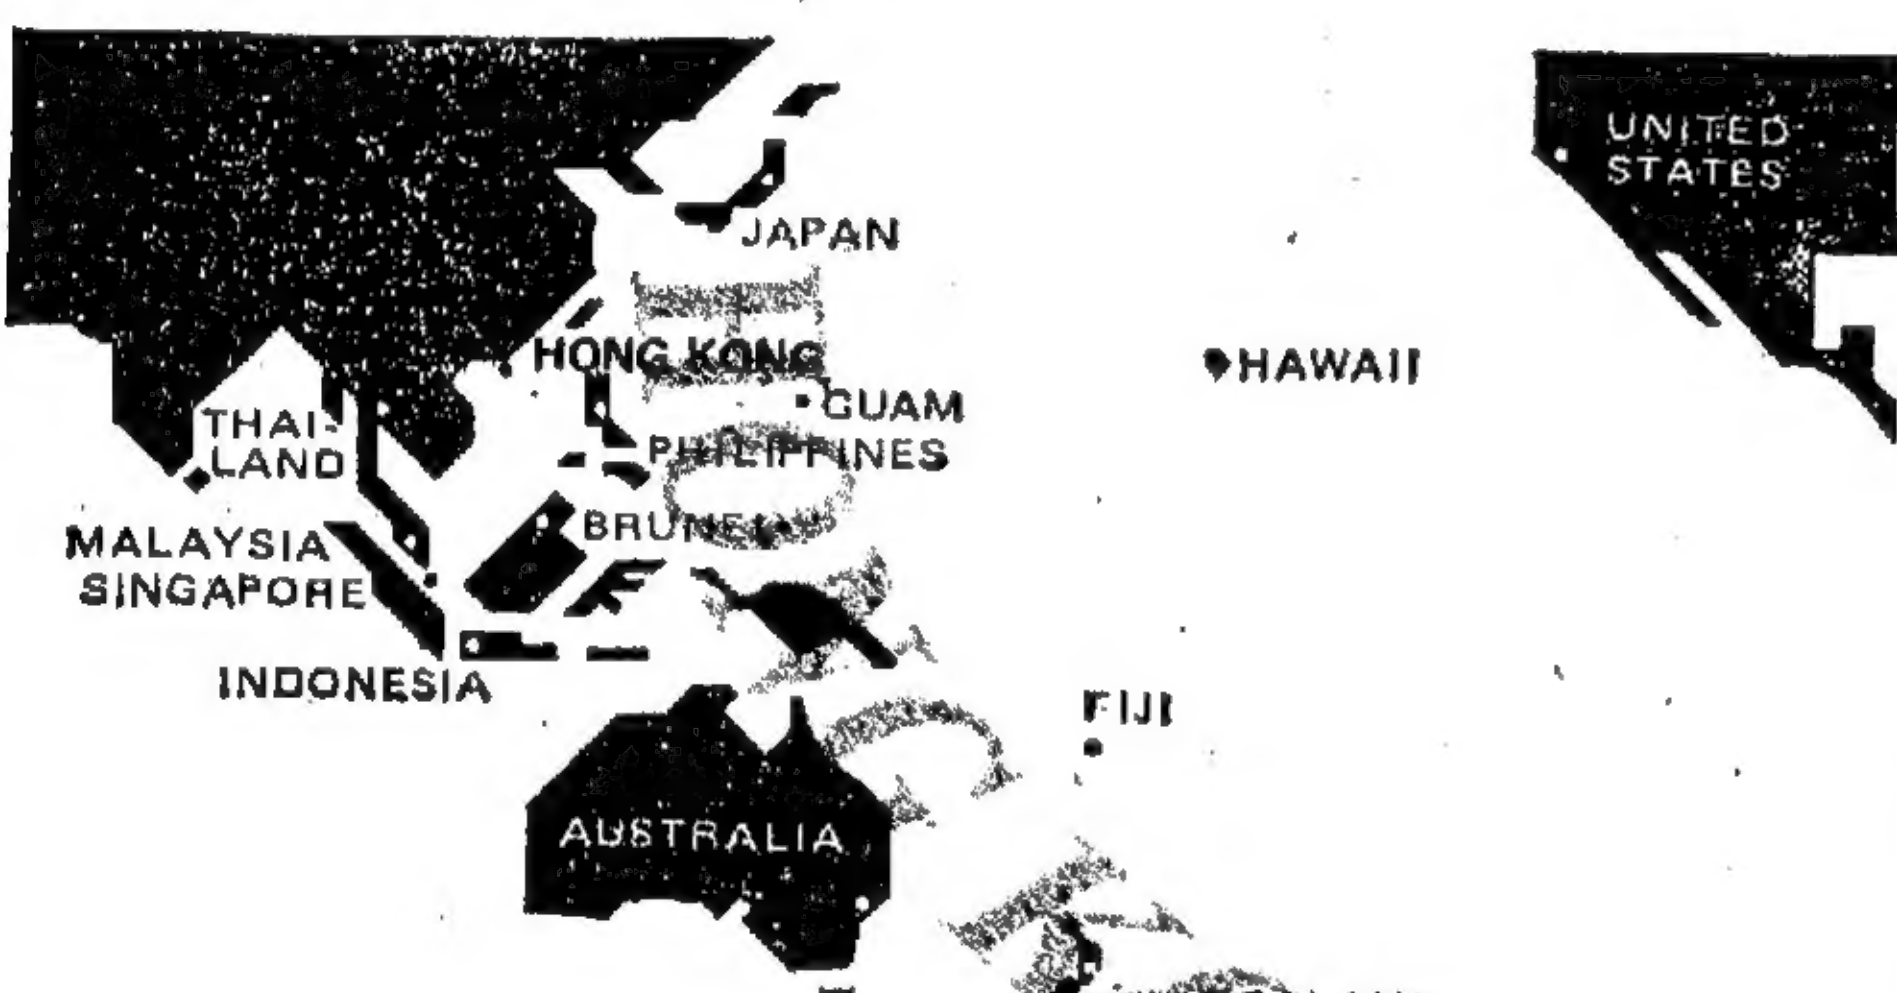 UNITED
STATES
JAPAN
HONG KONG
HAWAII
GUAM
THAI-
LAND
PHILIPPINES
BRUNEI
MALAYSIA
SINGAPORE
INDONESIA
FIJI
AUSTRALIA